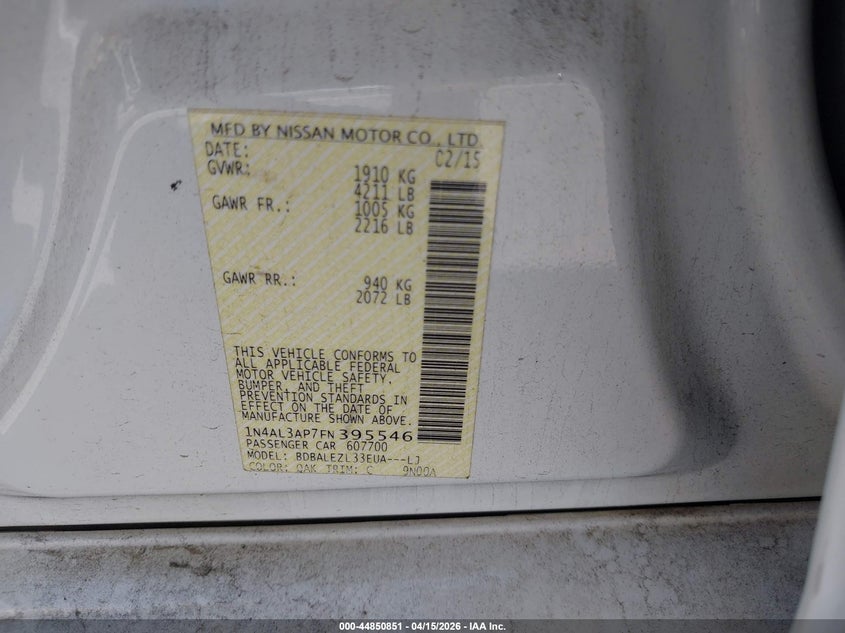 MFD BY NISSAN MOTOR CO., LTD.
DATE: 02/15
GVWR: 1910 KG
4211 LB
GAWR FR.: 1005 KG
2216 LB
GAWR RR.: 940 KG
2072 LB
THIS VEHICLE CONFORMS TO
ALL APPLICABLE FEDERAL
MOTOR VEHICLE SAFETY,
BUMPER, AND THEFT
PREVENTION STANDARDS IN
EFFECT ON THE DATE OF
MANUFACTURE SHOWN ABOVE.
1N4AL3AP7FN395546
PASSENGER CAR 607700
MODEL: BDBALEZL33EUA---LJ
COLOR: QAK TRIM: C 9N00A
000-44850851 - 04/15/2026 - IAA Inc.